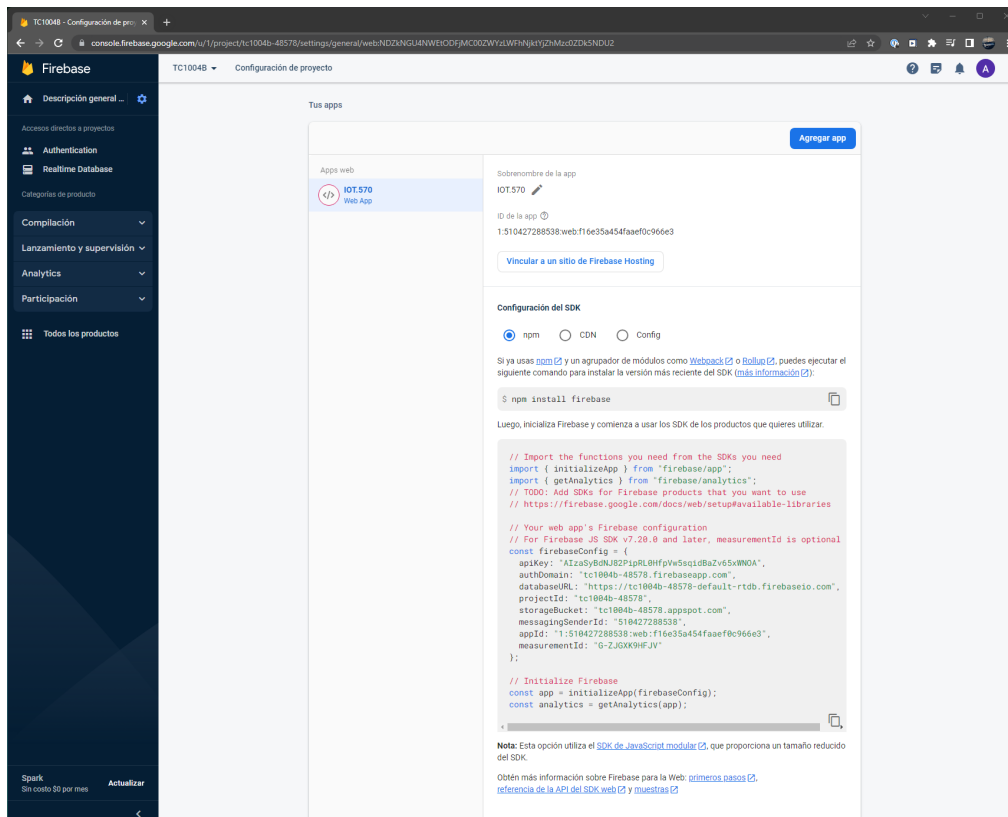 TC1004B - Configuración de proy
console.firebase.google.com/u/1/project/tc1004b-48578/settings/general/web:NDZkNGU4NWEtODFjMC00ZWYzLWFhNjktYjZhMzc0ZDk5NDU2
Firebase
TC1004B
Configuración de proyecto
A
Descripción general ...
Accesos directos a proyectos
Authentication
Realtime Database
Categorías de producto
Compilación
Lanzamiento y supervisión
Analytics
Participación
Todos los productos
Spark
Sin costo $0 por mes
Actualizar
Tus apps
Agregar app
Apps web
IOT.570
Web App
Sobrenombre de la app
IOT.570
ID de la app
1:510427288538:web:f16e35a454faaef0c966e3
Vincular a un sitio de Firebase Hosting
Configuración del SDK
npm
CDN
Config
Si ya usas npm y un agrupador de módulos como Webpack o Rollup, puedes ejecutar el
siguiente comando para instalar la versión más reciente del SDK (más información):
$ npm install firebase
Luego, inicializa Firebase y comienza a usar los SDK de los productos que quieres utilizar.
// Import the functions you need from the SDKs you need
import { initializeApp } from "firebase/app";
import { getAnalytics } from "firebase/analytics";
// TODO: Add SDKs for Firebase products that you want to use
// https://firebase.google.com/docs/web/setup#available-libraries
// Your web app's Firebase configuration
// For Firebase JS SDK v7.20.0 and later, measurementId is optional
const firebaseConfig = {
apiKey: "AIzaSyBdNJ82PipRL0HfpVw5sqidBaZv65xWNOA",
authDomain: "tc1004b-48578.firebaseapp.com",
databaseURL: "https://tc1004b-48578-default-rtdb.firebaseio.com",
projectId: "tc1004b-48578",
storageBucket: "tc1004b-48578.appspot.com",
messagingSenderId: "510427288538",
appId: "1:510427288538:web:f16e35a454faaef0c966e3",
measurementId: "G-ZJGXK9HFJV"
};
// Initialize Firebase
const app = initializeApp(firebaseConfig);
const analytics = getAnalytics(app);
Nota: Esta opción utiliza el SDK de JavaScript modular, que proporciona un tamaño reducido
del SDK.
Obtén más información sobre Firebase para la Web: primeros pasos,
referencia de la API del SDK web y muestras